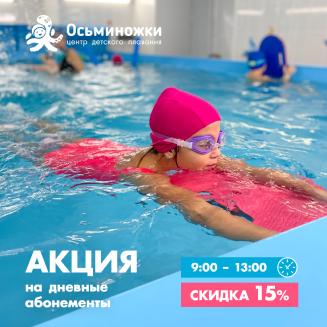 Осьминожки
центр детского плавания
АКЦИЯ
на дневные
абонементы
9:00 – 13:00
СКИДКА 15%